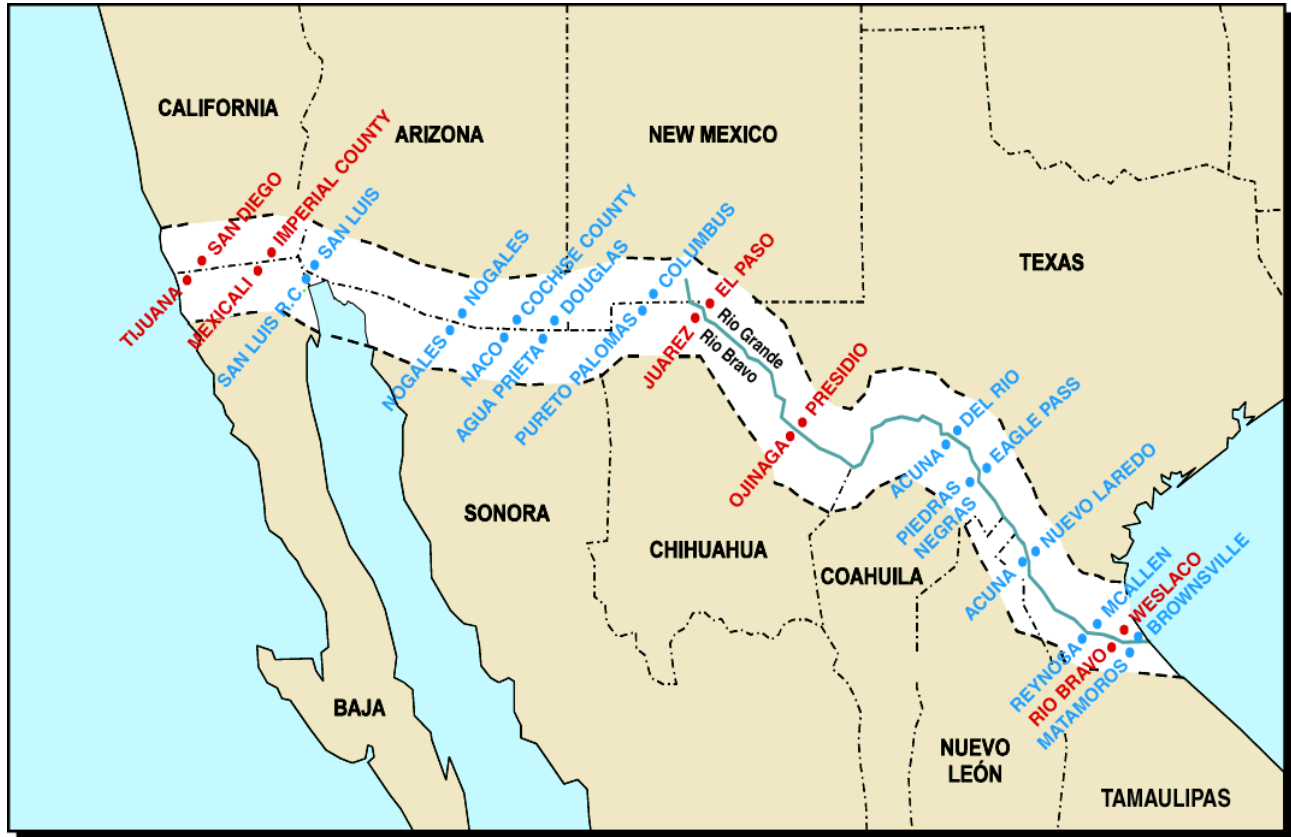 CALIFORNIA
ARIZONA
NEW MEXICO
TEXAS
SAN DIEGO
IMPERIAL COUNTY
SAN LUIS
TIJUANA
MEXICALI
SAN LUIS R.C.
NOGALES
COCHISE COUNTY
DOUGLAS
COLUMBUS
EL PASO
NOGALES
NACO
AGUA PRIETA
PURETO PALOMAS
JUAREZ
Rio Grande
Rio Bravo
PRESIDIO
OJINAGA
DEL RIO
EAGLE PASS
ACUNA
PIEDRAS
NEGRAS
NUEVO LAREDO
ACUNA
MCALLEN
WESLACO
BROWNSVILLE
REYNOSA
RIO BRAVO
MATAMOROS
SONORA
CHIHUAHUA
COAHUILA
BAJA
NUEVO
LEÓN
TAMAULIPAS